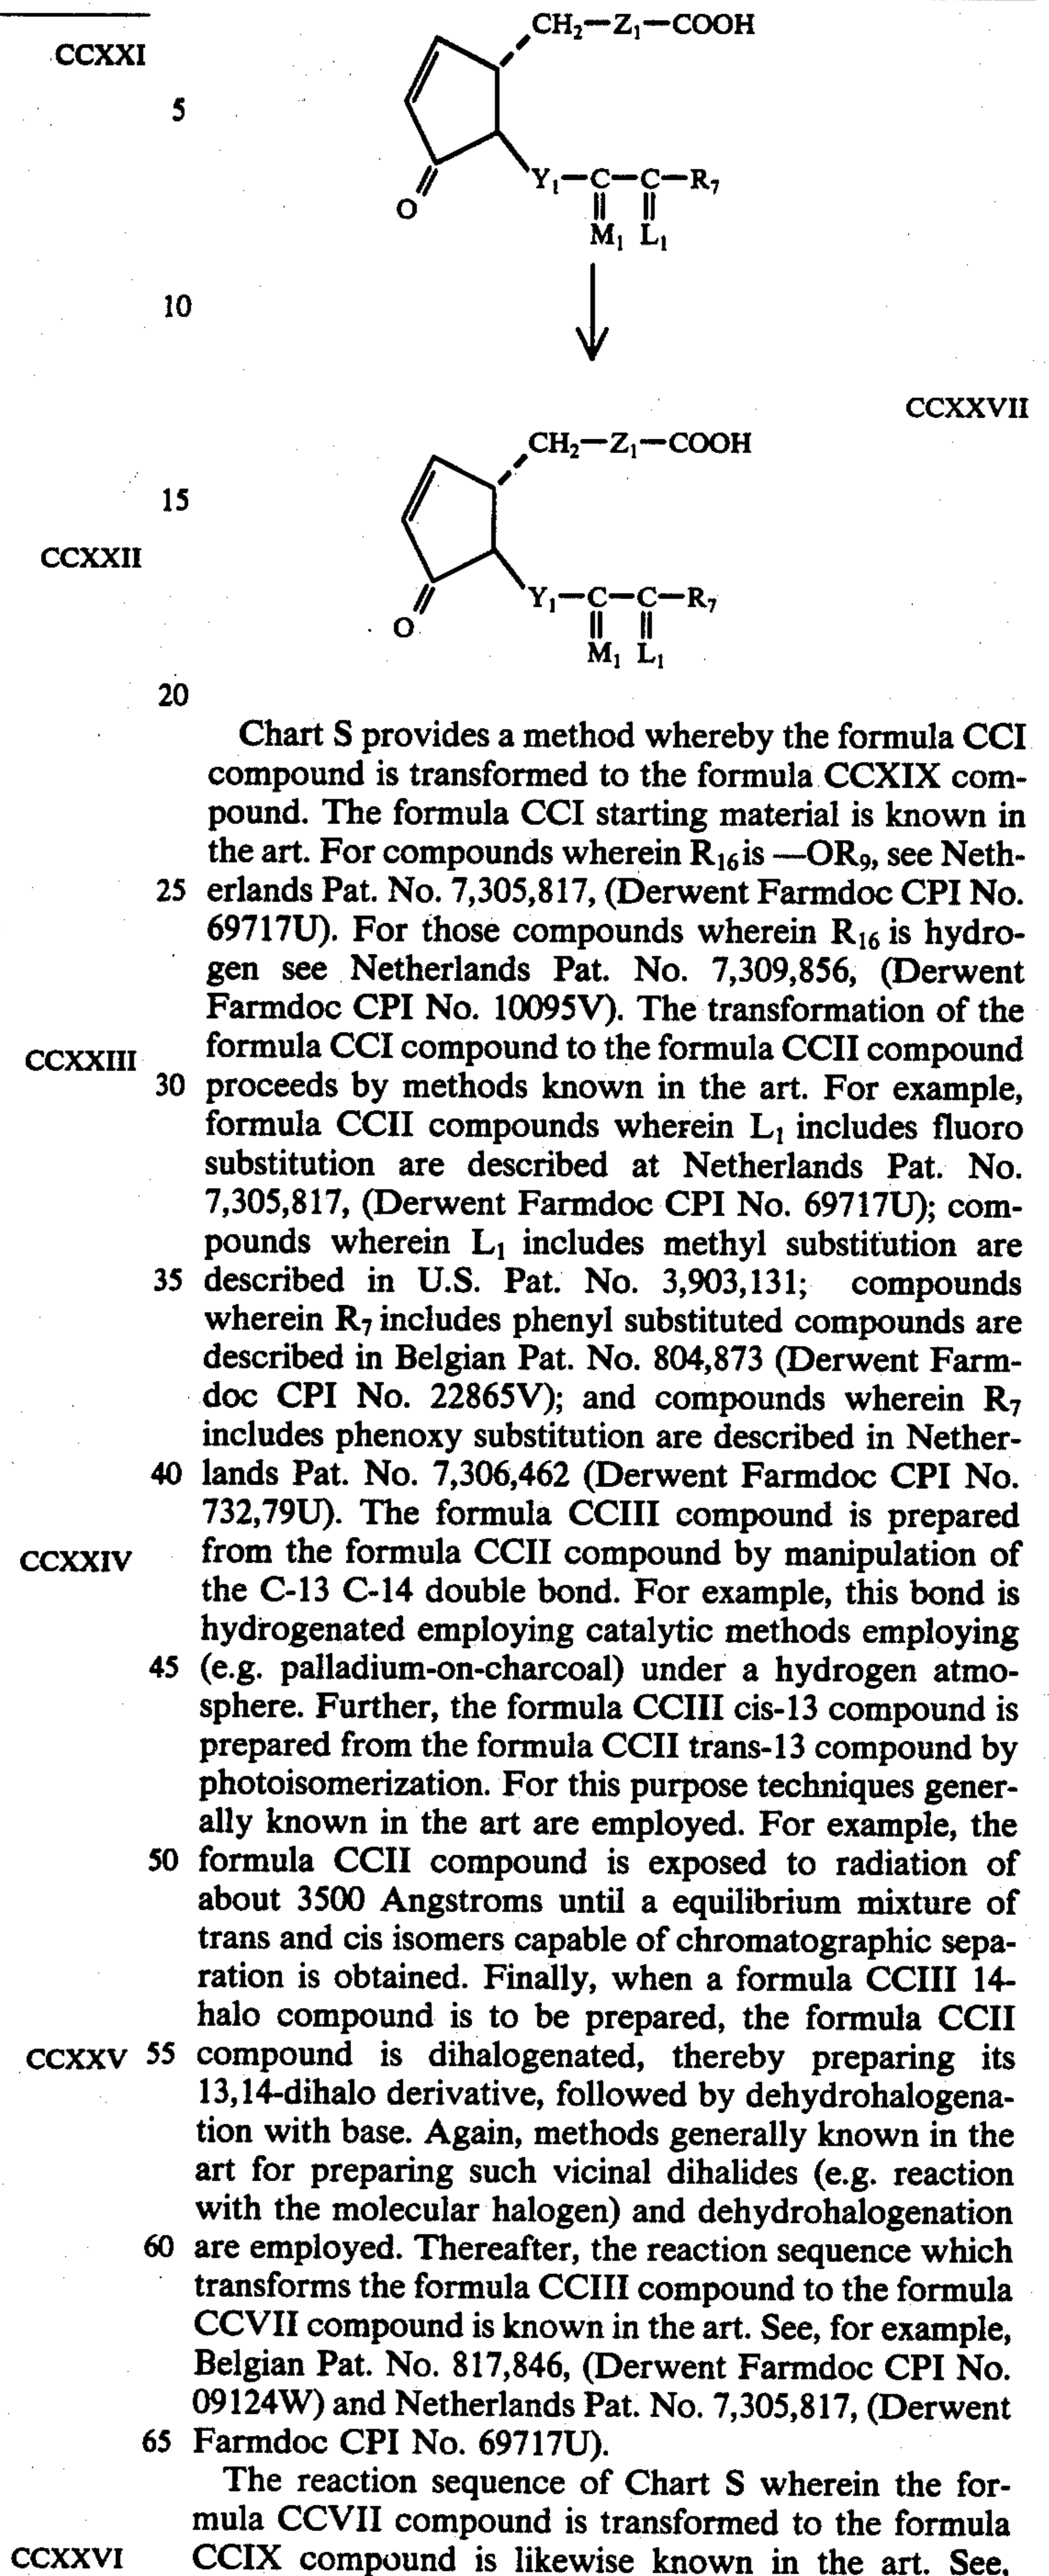 CH₂—Z₁—COOH
CCXXI
5
Y₁—C—C—R₇
O
M₁ L₁
10
CCXXVII
CH₂—Z₁—COOH
15
CCXXII
Y₁—C—C—R₇
O
M₁ L₁
20
Chart S provides a method whereby the formula CCI
compound is transformed to the formula CCXIX com-
pound. The formula CCI starting material is known in
the art. For compounds wherein R₁₆ is —OR₉, see Neth-
25 erlands Pat. No. 7,305,817, (Derwent Farmdoc CPI No.
69717U). For those compounds wherein R₁₆ is hydro-
gen see Netherlands Pat. No. 7,309,856, (Derwent
Farmdoc CPI No. 10095V). The transformation of the
CCXXIII formula CCI compound to the formula CCII compound
30 proceeds by methods known in the art. For example,
formula CCII compounds wherein L₁ includes fluoro
substitution are described at Netherlands Pat. No.
7,305,817, (Derwent Farmdoc CPI No. 69717U); com-
pounds wherein L₁ includes methyl substitution are
35 described in U.S. Pat. No. 3,903,131; compounds
wherein R₇ includes phenyl substituted compounds are
described in Belgian Pat. No. 804,873 (Derwent Farm-
doc CPI No. 22865V); and compounds wherein R₇
includes phenoxy substitution are described in Nether-
40 lands Pat. No. 7,306,462 (Derwent Farmdoc CPI No.
732,79U). The formula CCIII compound is prepared
CCXXIV from the formula CCII compound by manipulation of
the C-13 C-14 double bond. For example, this bond is
hydrogenated employing catalytic methods employing
45 (e.g. palladium-on-charcoal) under a hydrogen atmo-
sphere. Further, the formula CCIII cis-13 compound is
prepared from the formula CCII trans-13 compound by
photoisomerization. For this purpose techniques gener-
ally known in the art are employed. For example, the
50 formula CCII compound is exposed to radiation of
about 3500 Angstroms until a equilibrium mixture of
trans and cis isomers capable of chromatographic sepa-
ration is obtained. Finally, when a formula CCIII 14-
halo compound is to be prepared, the formula CCII
CCXXV 55 compound is dihalogenated, thereby preparing its
13,14-dihalo derivative, followed by dehydrohalogena-
tion with base. Again, methods generally known in the
art for preparing such vicinal dihalides (e.g. reaction
with the molecular halogen) and dehydrohalogenation
60 are employed. Thereafter, the reaction sequence which
transforms the formula CCIII compound to the formula
CCVII compound is known in the art. See, for example,
Belgian Pat. No. 817,846, (Derwent Farmdoc CPI No.
09124W) and Netherlands Pat. No. 7,305,817, (Derwent
65 Farmdoc CPI No. 69717U).
The reaction sequence of Chart S wherein the for-
mula CCVII compound is transformed to the formula
CCXXVI CCIX compound is likewise known in the art. See,